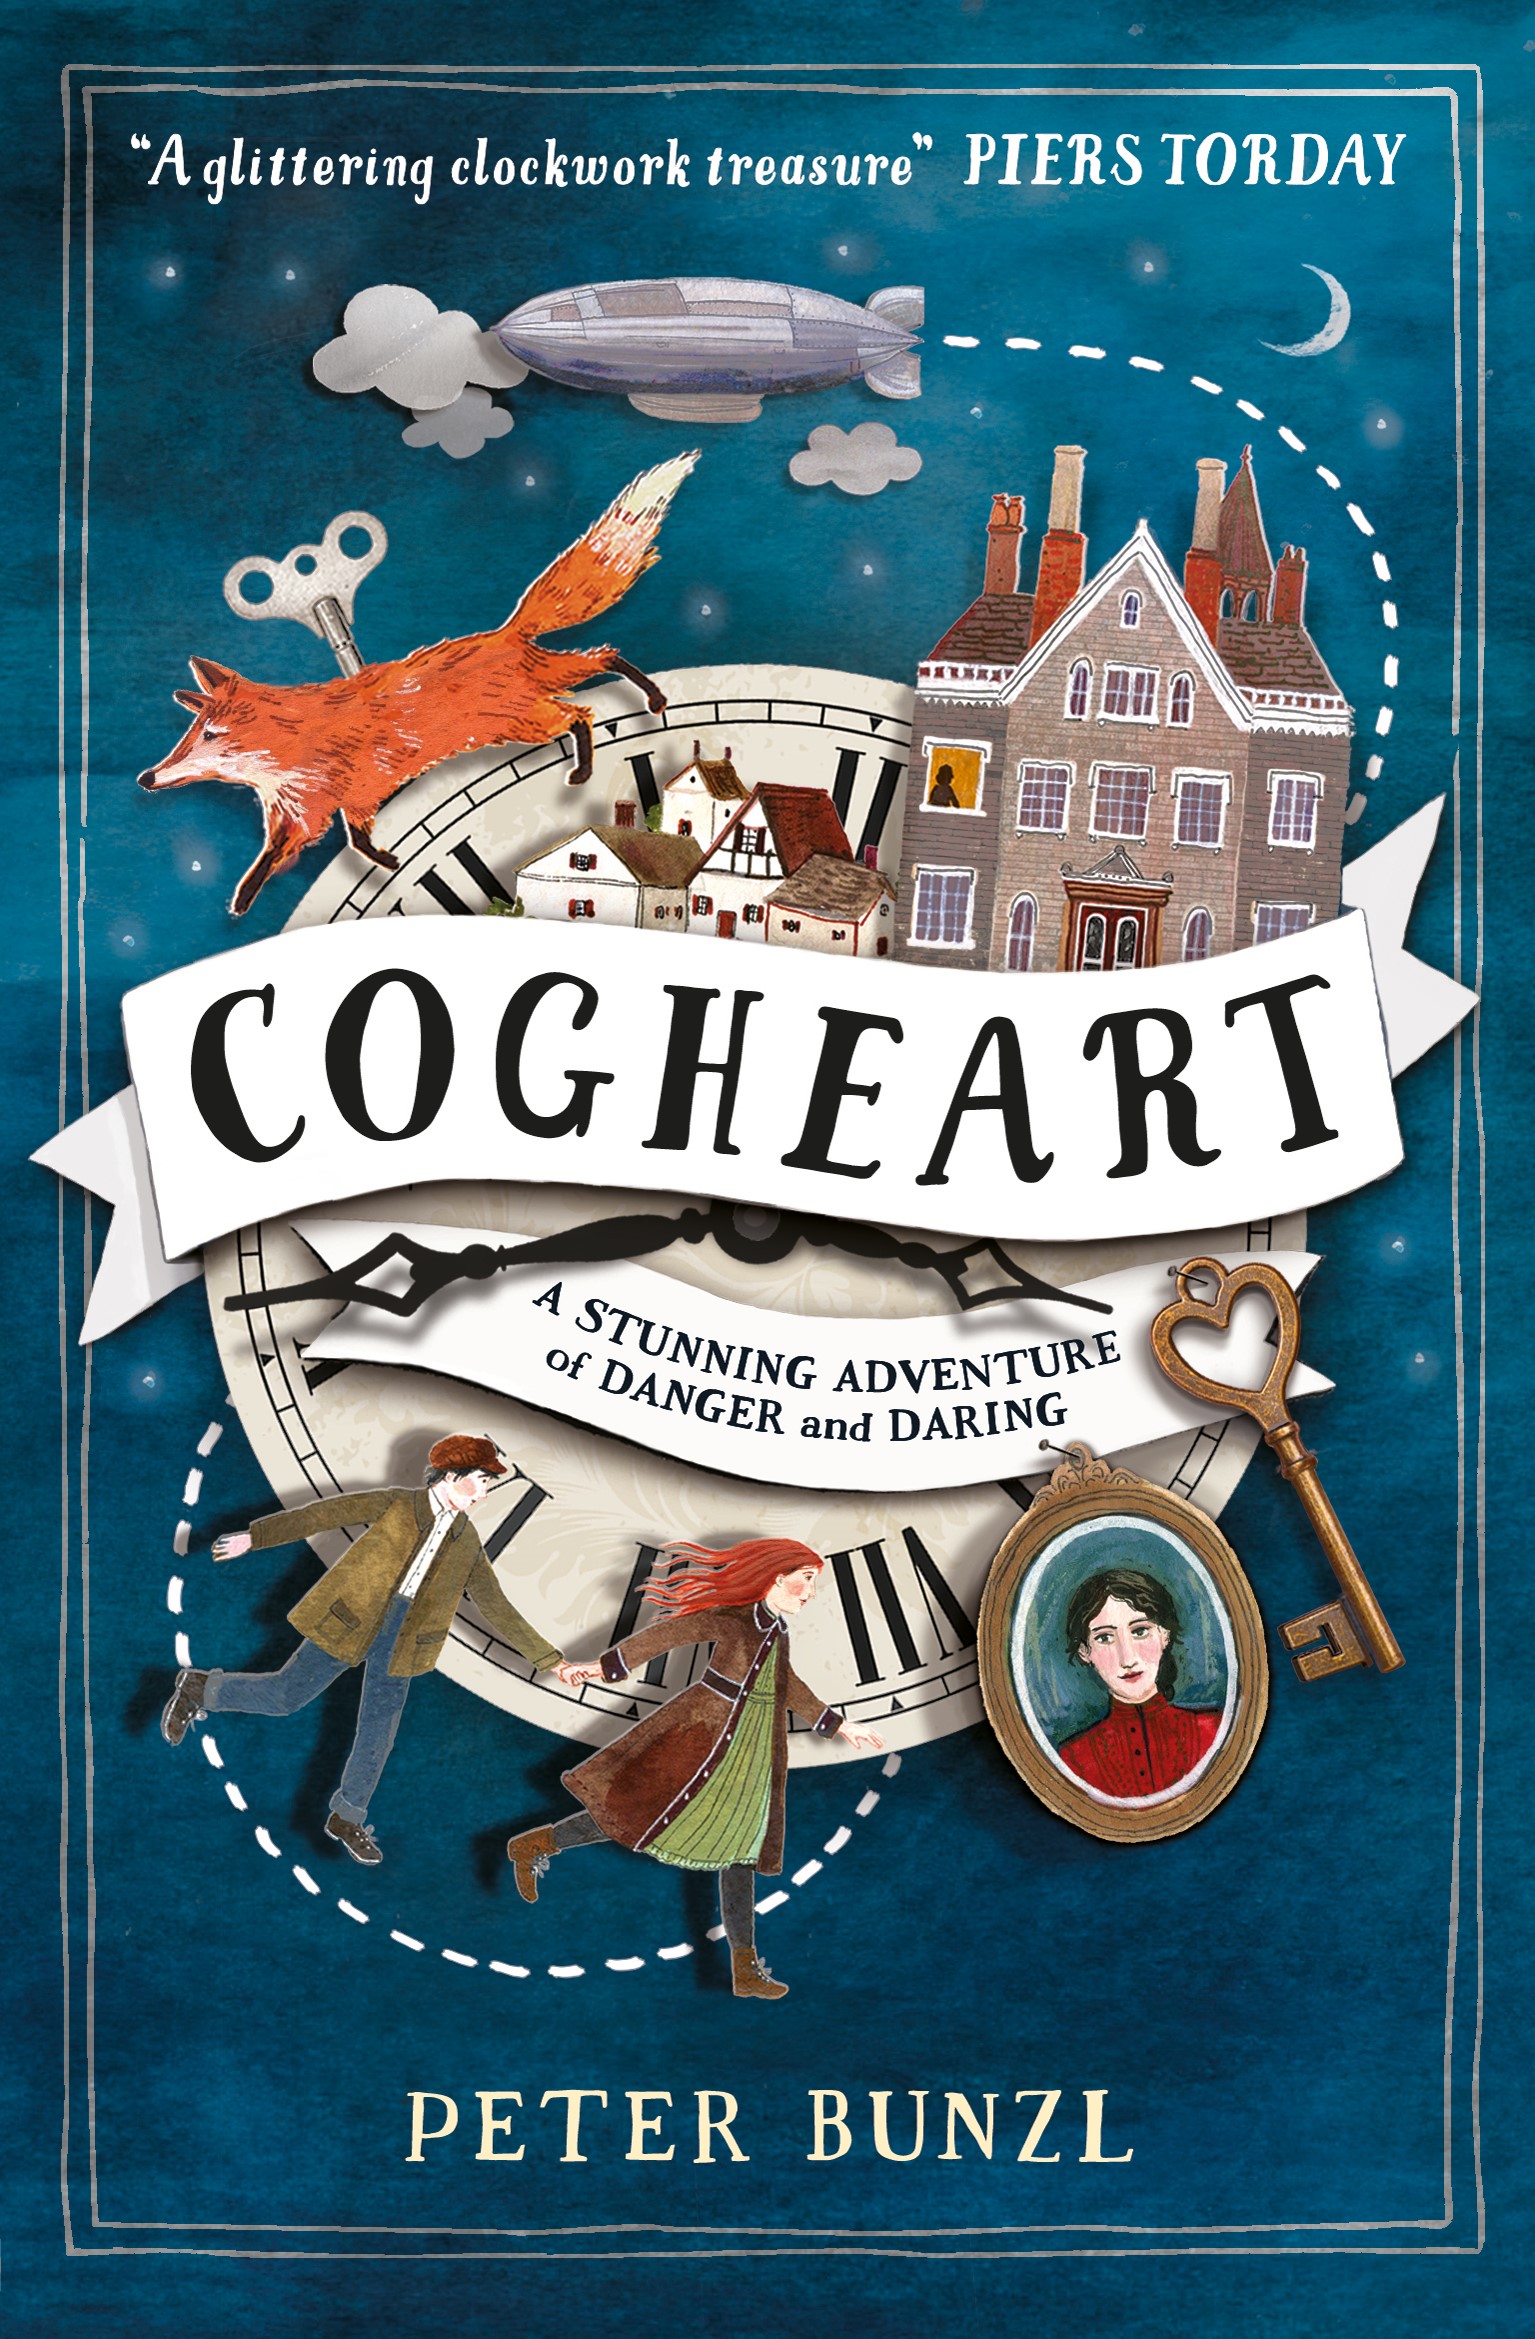 “A glittering clockwork treasure” PIERS TORDAY
COGHEART
A STUNNING ADVENTURE
of DANGER and DARING
PETER BUNZL